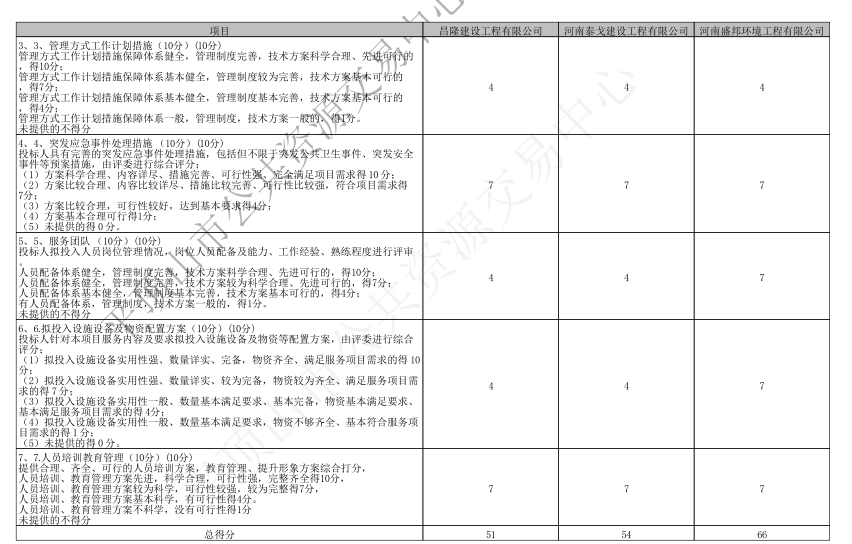 项目 昌隆建设工程有限公司 河南泰戈建设工程有限公司 河南盛邦环境工程有限公司
3、3、管理方式工作计划措施（10分）(10分)
管理方式工作计划措施保障体系健全，管理制度完善，技术方案科学合理、先进可行的
，得10分；
管理方式工作计划措施保障体系基本健全，管理制度较为完善，技术方案基本可行的
，得7分；
管理方式工作计划措施保障体系基本健全，管理制度基本完善，技术方案基本可行的
，得4分；
管理方式工作计划措施保障体系一般，管理制度，技术方案一般的，得1分。
未提供的不得分
4 4 4
4、4、突发应急事件处理措施 （10分）(10分)
投标人具有完善的突发应急事件处理措施，包括但不限于突发公共卫生事件、突发安全
事件等预案措施，由评委进行综合评分；
（1）方案科学合理、内容详尽、措施完善、可行性强、完全满足项目需求得 10 分；
（2）方案比较合理、内容比较详尽、措施比较完善、可行性比较强，符合项目需求得
7分；
（3）方案比较合理，可行性较好，达到基本要求得4分；
（4）方案基本合理可行得1分；
（5）未提供的得 0 分。
7 7 7
5、5、服务团队 （10分）(10分)
投标人拟投入人员岗位管理情况，岗位人员配备及能力、工作经验、熟练程度进行评审
。
人员配备体系健全，管理制度完善，技术方案科学合理、先进可行的，得10分；
人员配备体系健全，管理制度完善，技术方案较为科学合理、先进可行的，得7分；
人员配备体系基本健全，管理制度基本完善，技术方案基本可行的，得4分；
有人员配备体系，管理制度，技术方案一般的，得1分。
未提供的不得分
4 4 7
6、6.拟投入设施设备及物资配置方案（10分）(10分)
投标人针对本项目服务内容及要求拟投入设施设备及物资等配置方案，由评委进行综合
评分；
（1）拟投入设施设备实用性强、数量详实、完备，物资齐全、满足服务项目需求的得 10
分；
（2）拟投入设施设备实用性强、数量详实、较为完备，物资较为齐全、满足服务项目需
求的得 7 分；
（3）拟投入设施设备实用性一般、数量基本满足要求、基本完备，物资基本满足要求、
基本满足服务项目需求的得 4分；
（4）拟投入设施设备实用性一般、数量基本满足要求，物资不够齐全、基本符合服务项
目需求的得 1 分；
（5）未提供的得 0 分。
4 4 7
7、7.人员培训教育管理（10分）(10分)
提供合理、齐全、可行的人员培训方案，教育管理、提升形象方案综合打分，
人员培训、教育管理方案先进，科学合理，可行性强，完整齐全得10分，
人员培训、教育管理方案较为科学，可行性较强，较为完整得7分，
人员培训、教育管理方案基本科学，有可行性得4分。
人员培训、教育管理方案不科学，没有可行性得1分
未提供的不得分
7 7 7
总得分 51 54 66
平顶山市公共资源交易中心
顶山市公共资源交易中心